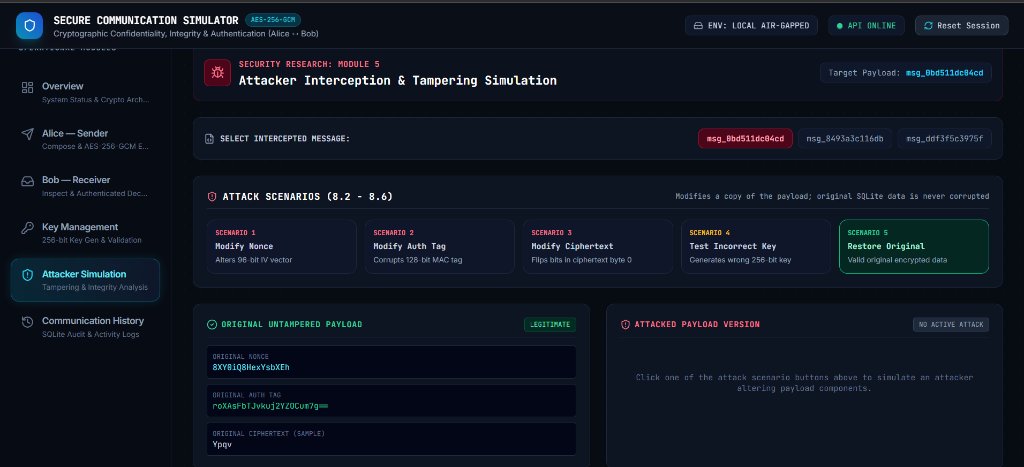 SECURE COMMUNICATION SIMULATOR AES-256-GCM
Cryptographic Confidentiality, Integrity & Authentication (Alice ↔ Bob)
ENV: LOCAL AIR-GAPPED
API ONLINE
Reset Session
OPERATIONAL MODULES
Overview
System Status & Crypto Arch...
Alice — Sender
Compose & AES-256-GCM E...
Bob — Receiver
Inspect & Authenticated Dec...
Key Management
256-bit Key Gen & Validation
Attacker Simulation
Tampering & Integrity Analysis
Communication History
SQLite Audit & Activity Logs
SECURITY RESEARCH: MODULE 5
Attacker Interception & Tampering Simulation
Target Payload: msg_0bd511dc04cd
SELECT INTERCEPTED MESSAGE:
msg_0bd511dc04cd
msg_8493a3c116db
msg_ddf3f5c3975f
ATTACK SCENARIOS (8.2 - 8.6)
Modifies a copy of the payload; original SQLite data is never corrupted
SCENARIO 1
Modify Nonce
Alters 96-bit IV vector
SCENARIO 2
Modify Auth Tag
Corrupts 128-bit MAC tag
SCENARIO 3
Modify Ciphertext
Flips bits in ciphertext byte 0
SCENARIO 4
Test Incorrect Key
Generates wrong 256-bit key
SCENARIO 5
Restore Original
Valid original encrypted data
ORIGINAL UNTAMPERED PAYLOAD
LEGITIMATE
ORIGINAL NONCE
8XY0iQ8HexYsbXEh
ORIGINAL AUTH TAG
roXAsFbTJvkuj2YZOCum7g==
ORIGINAL CIPHERTEXT (SAMPLE)
Ypqv
ATTACKED PAYLOAD VERSION
NO ACTIVE ATTACK
Click one of the attack scenario buttons above to simulate an attacker
altering payload components.